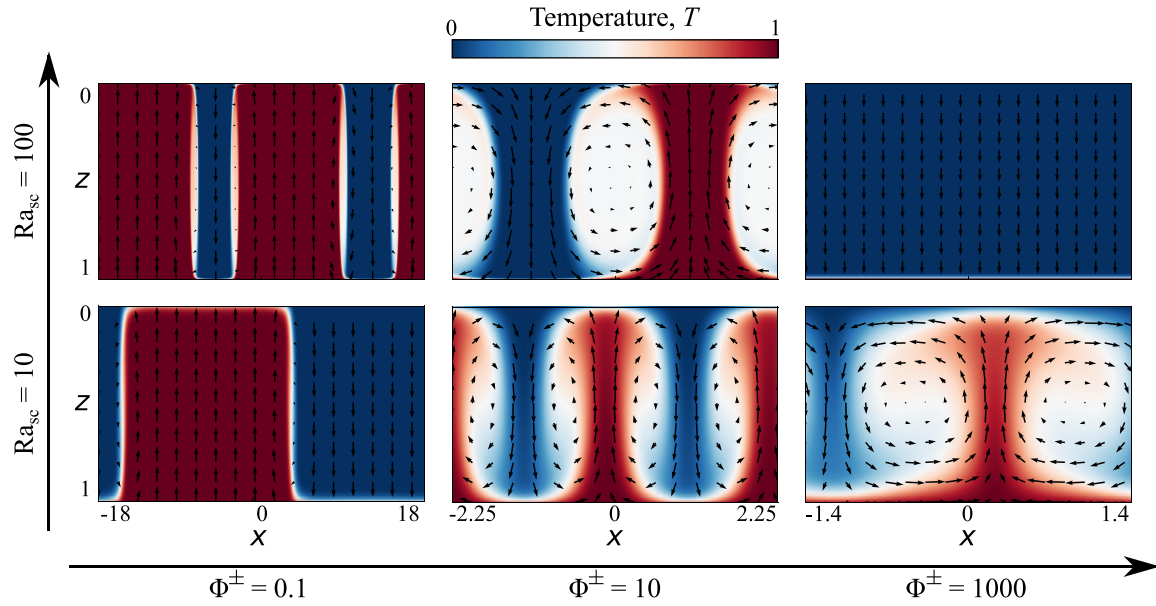 Temperature, T
0 1
Ra_sc = 100
0
z
1
Ra_sc = 10
0
z
1
-18 0 18
x
-2.25 0 2.25
x
-1.4 0 1.4
x
Φ^± = 0.1
Φ^± = 10
Φ^± = 1000